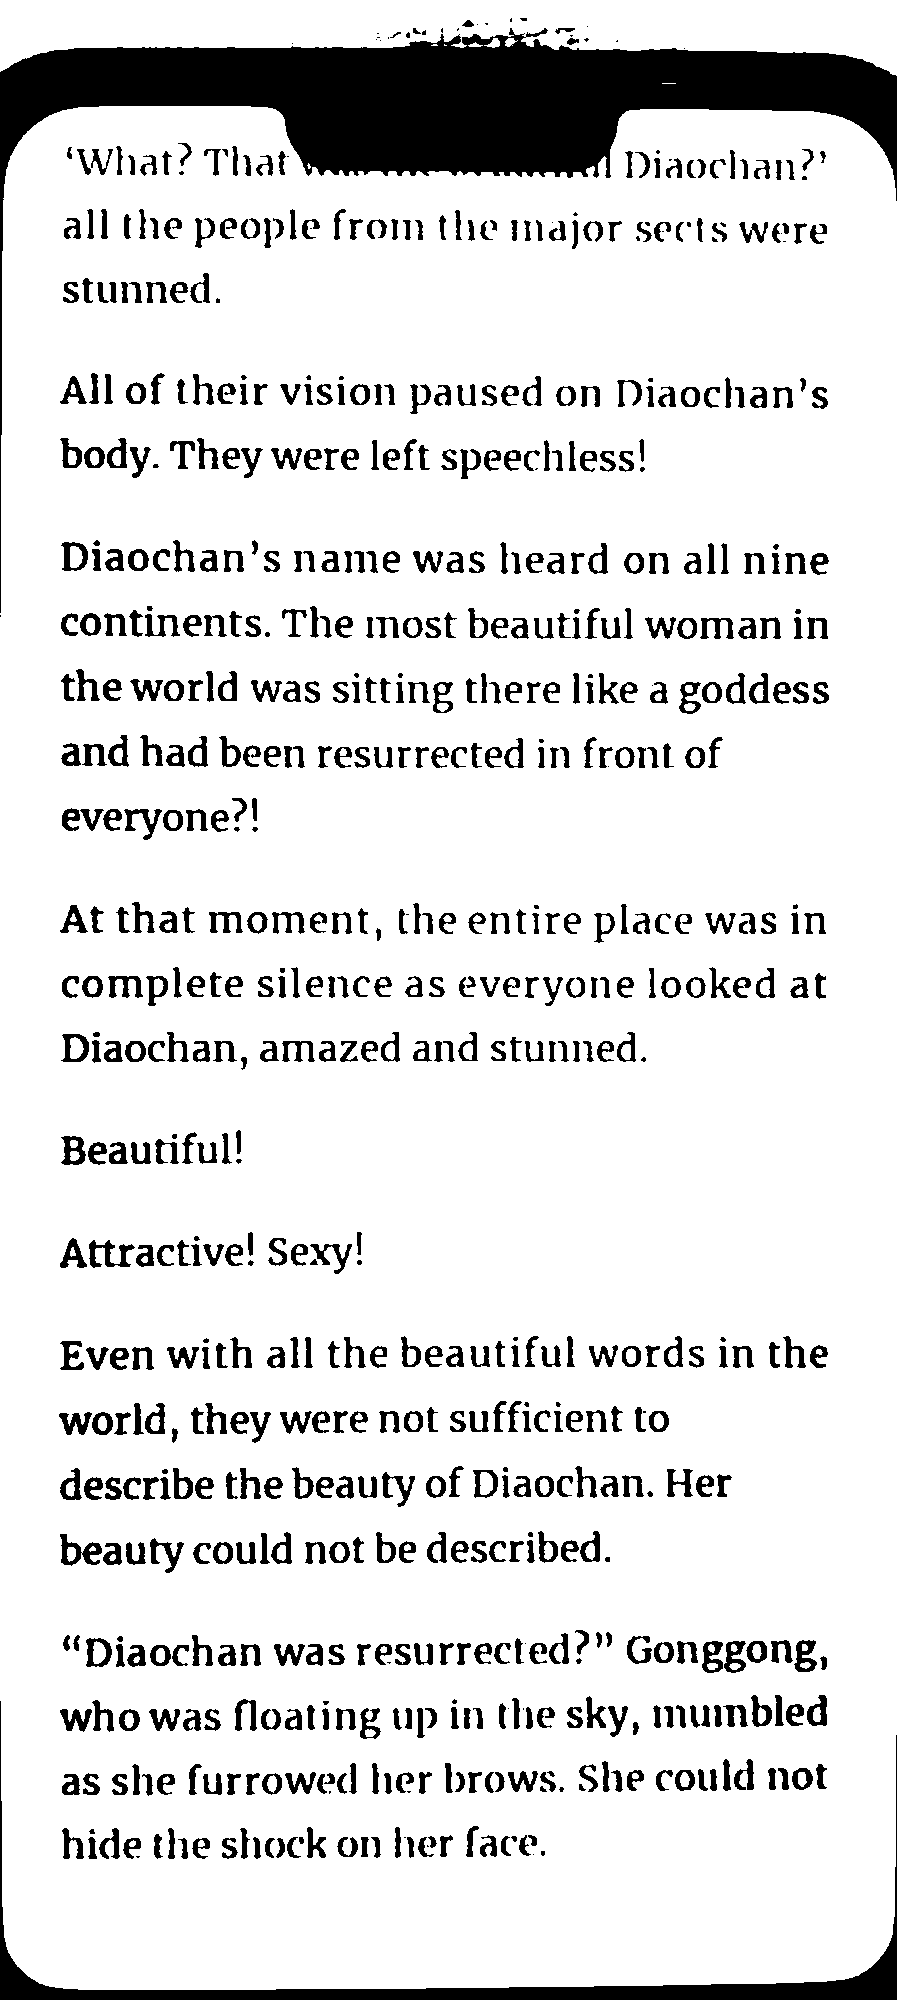 ‘What? That Diaochan?’
all the people from the major sects were
stunned.
All of their vision paused on Diaochan’s
body. They were left speechless!
Diaochan’s name was heard on all nine
continents. The most beautiful woman in
the world was sitting there like a goddess
and had been resurrected in front of
everyone?!
At that moment, the entire place was in
complete silence as everyone looked at
Diaochan, amazed and stunned.
Beautiful!
Attractive! Sexy!
Even with all the beautiful words in the
world, they were not sufficient to
describe the beauty of Diaochan. Her
beauty could not be described.
“Diaochan was resurrected?” Gonggong,
who was floating up in the sky, mumbled
as she furrowed her brows. She could not
hide the shock on her face.